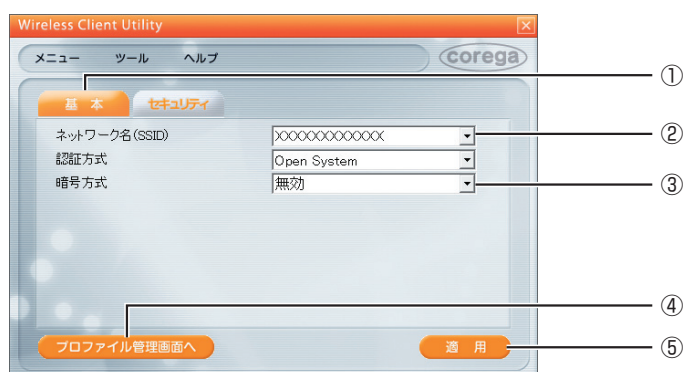 Wireless Client Utility
メニュー ツール ヘルプ corega
①
基本 セキュリティ
ネットワーク名(SSID) XXXXXXXXXXXXX ②
認証方式 Open System
暗号方式 無効 ③
④
プロファイル管理画面へ 適用 ⑤